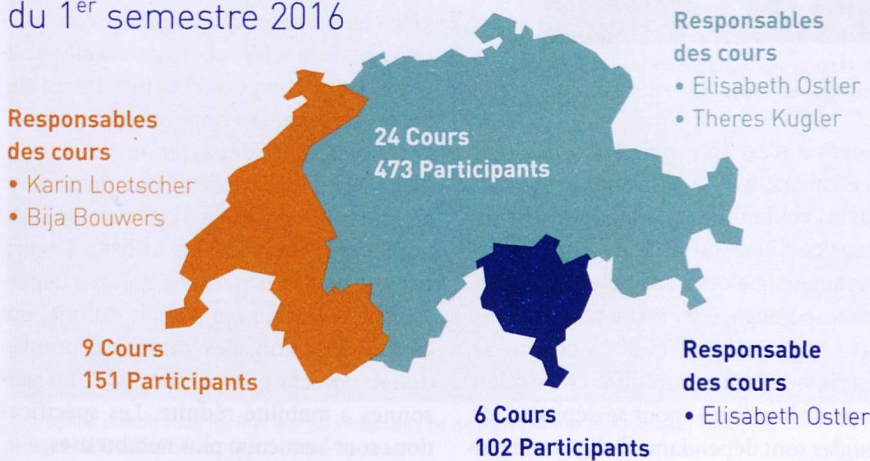 du 1er semestre 2016
Responsables
des cours
• Elisabeth Ostler
• Theres Kugler
Responsables
des cours
• Karin Loetscher
• Bija Bouwers
24 Cours
473 Participants
9 Cours
151 Participants
Responsable
des cours
• Elisabeth Ostler
6 Cours
102 Participants